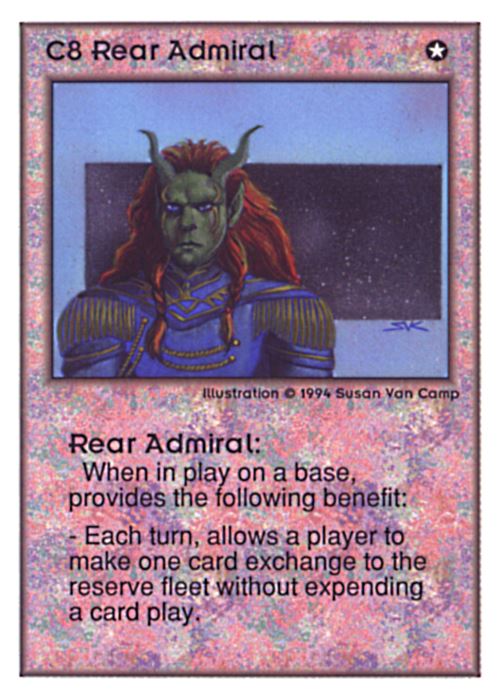 C8 Rear Admiral
SVK
Illustration © 1994 Susan Van Camp
Rear Admiral:
When in play on a base,
provides the following benefit:
- Each turn, allows a player to
make one card exchange to the
reserve fleet without expending
a card play.